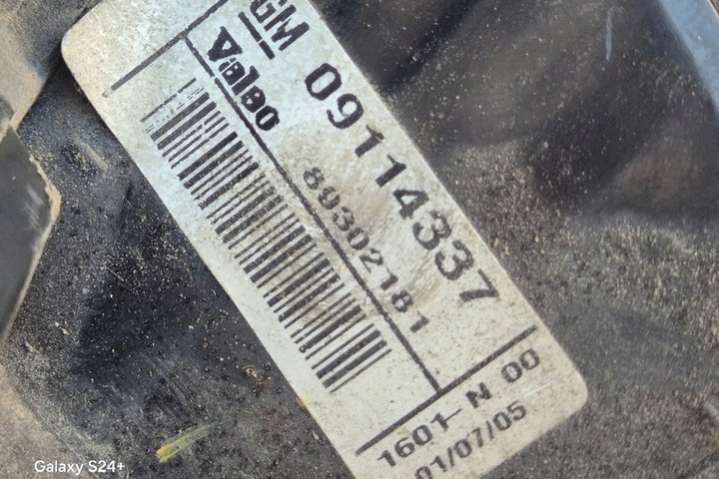 GM 09114337
Valeo 89302181
1601 N 00
01/07/05
Galaxy S24+